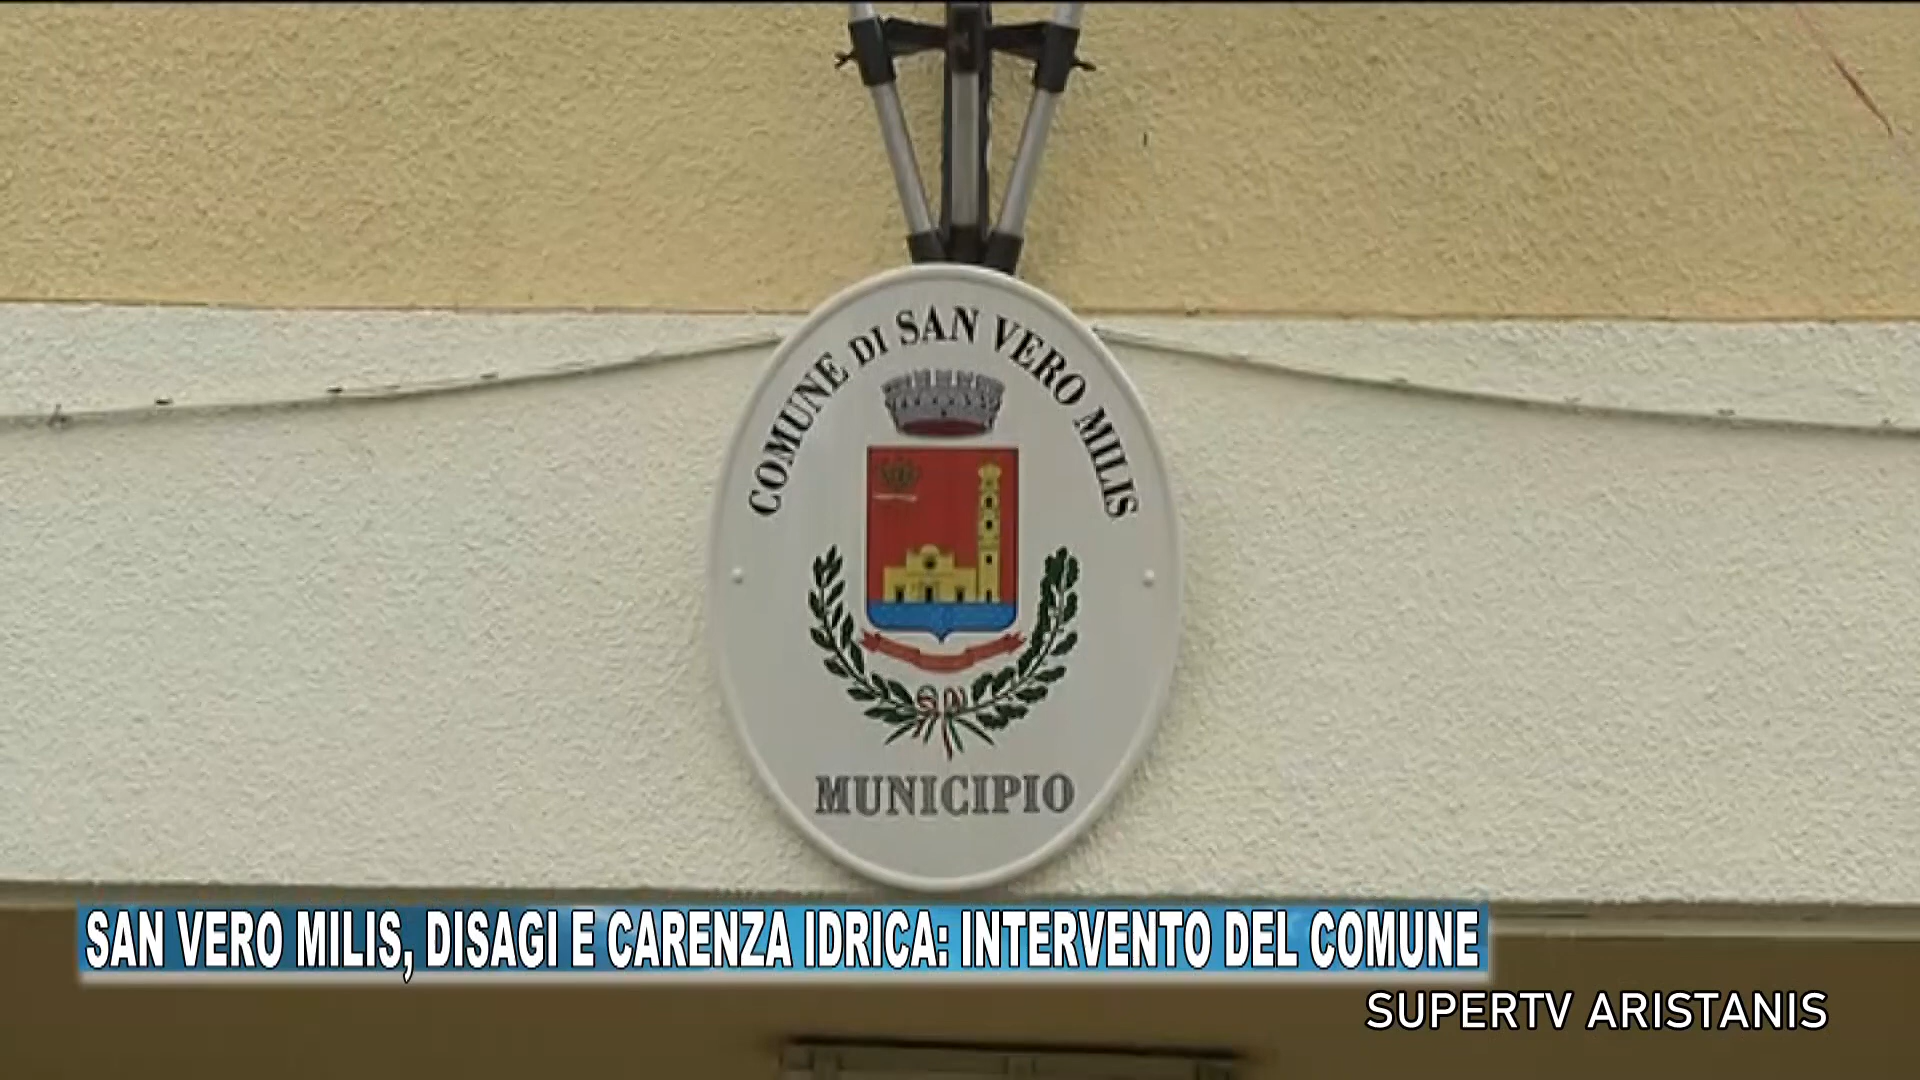 COMUNE DI SAN VERO MILIS
MUNICIPIO
SAN VERO MILIS, DISAGI E CARENZA IDRICA: INTERVENTO DEL COMUNE
SUPERTV ARISTANIS